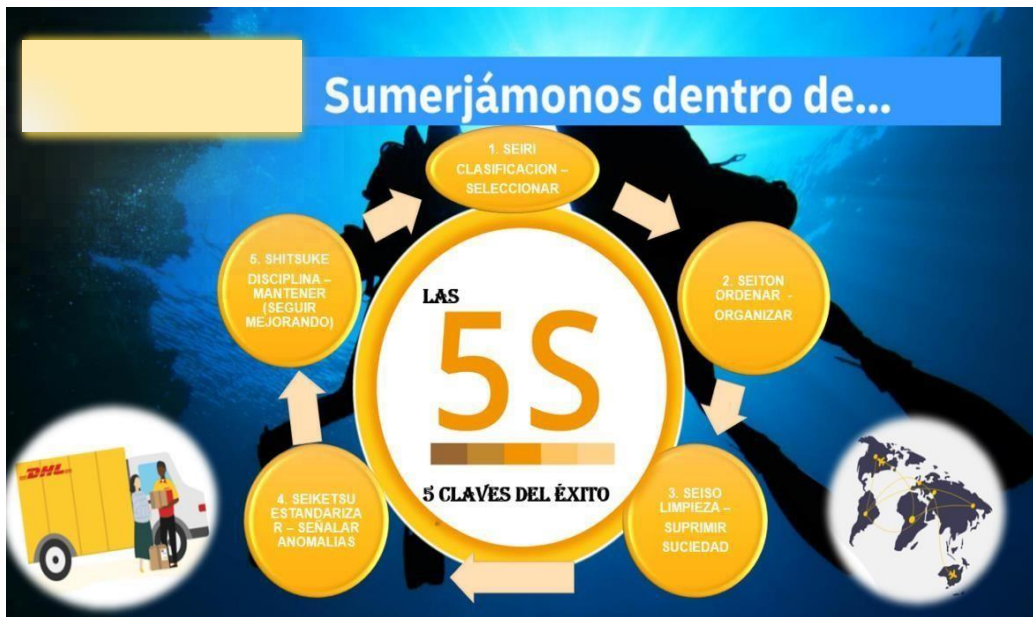 Sumerjámonos dentro de...
1. SEIRI
CLASIFICACION –
SELECCIONAR
2. SEITON
ORDENAR -
ORGANIZAR
3. SEISO
LIMPIEZA –
SUPRIMIR
SUCIEDAD
4. SEIKETSU
ESTANDARIZA
R – SEÑALAR
ANOMALIAS
5. SHITSUKE
DISCIPLINA –
MANTENER
(SEGUIR
MEJORANDO)
LAS
5S
5 CLAVES DEL ÉXITO
DHL